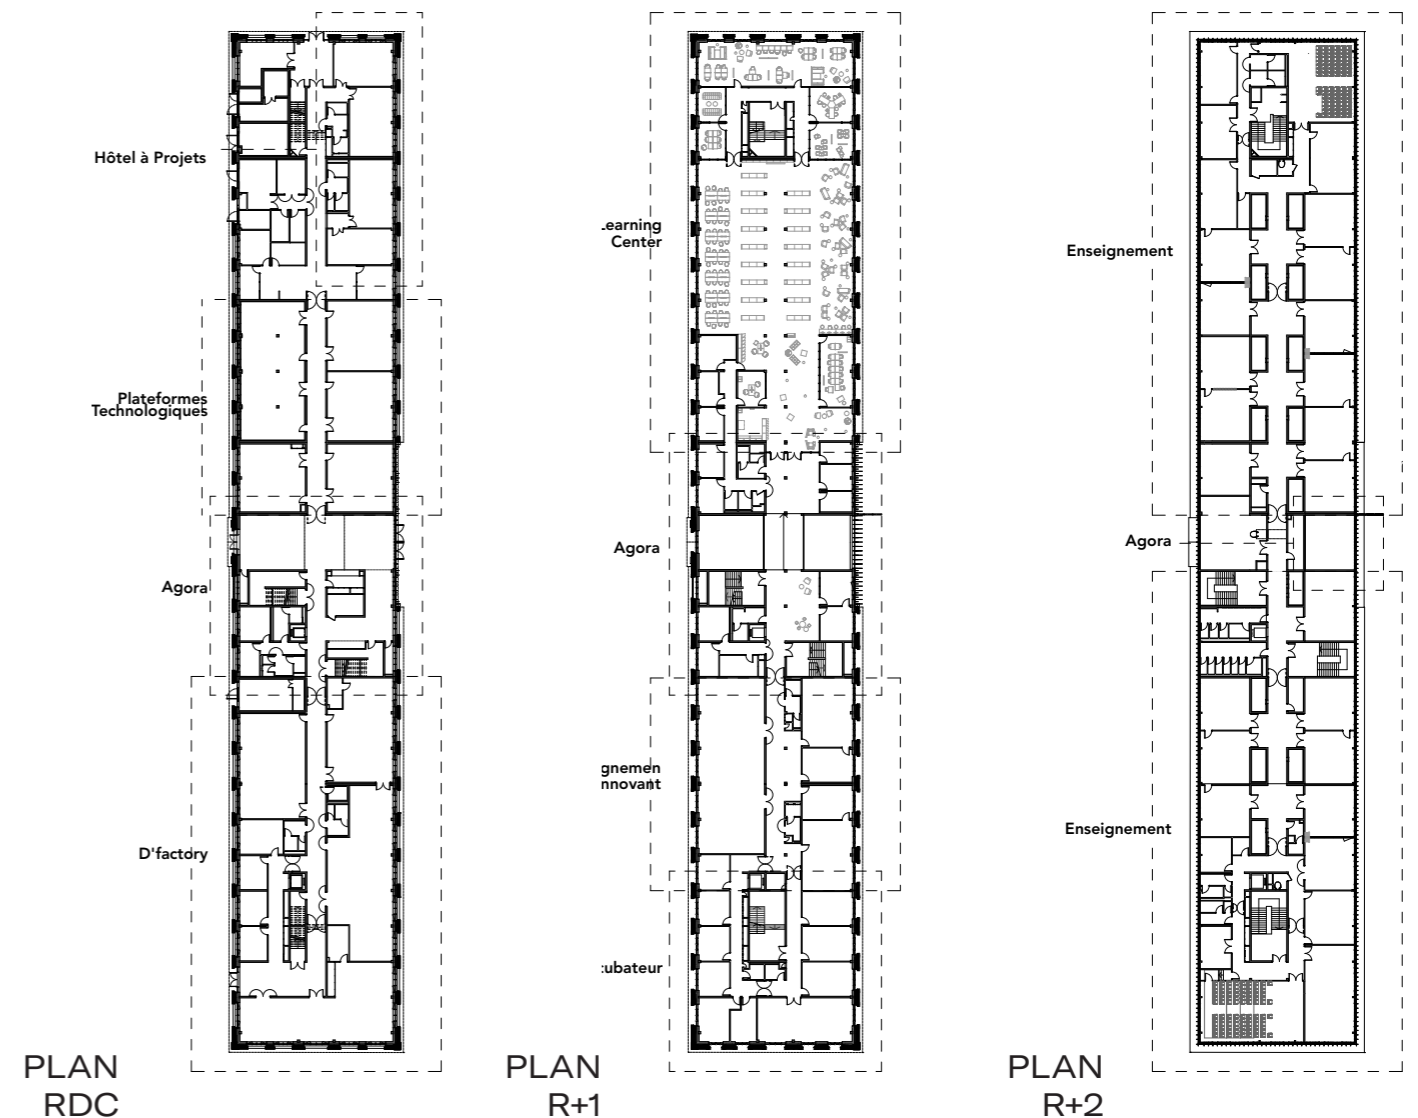 Hôtel à Projets
Plateformes
Technologiques
Agora
D'factory
PLAN
RDC
Learning
Center
Agora
gnemen
nnovant
cubateur
PLAN
R+1
Enseignement
Agora
Enseignement
PLAN
R+2